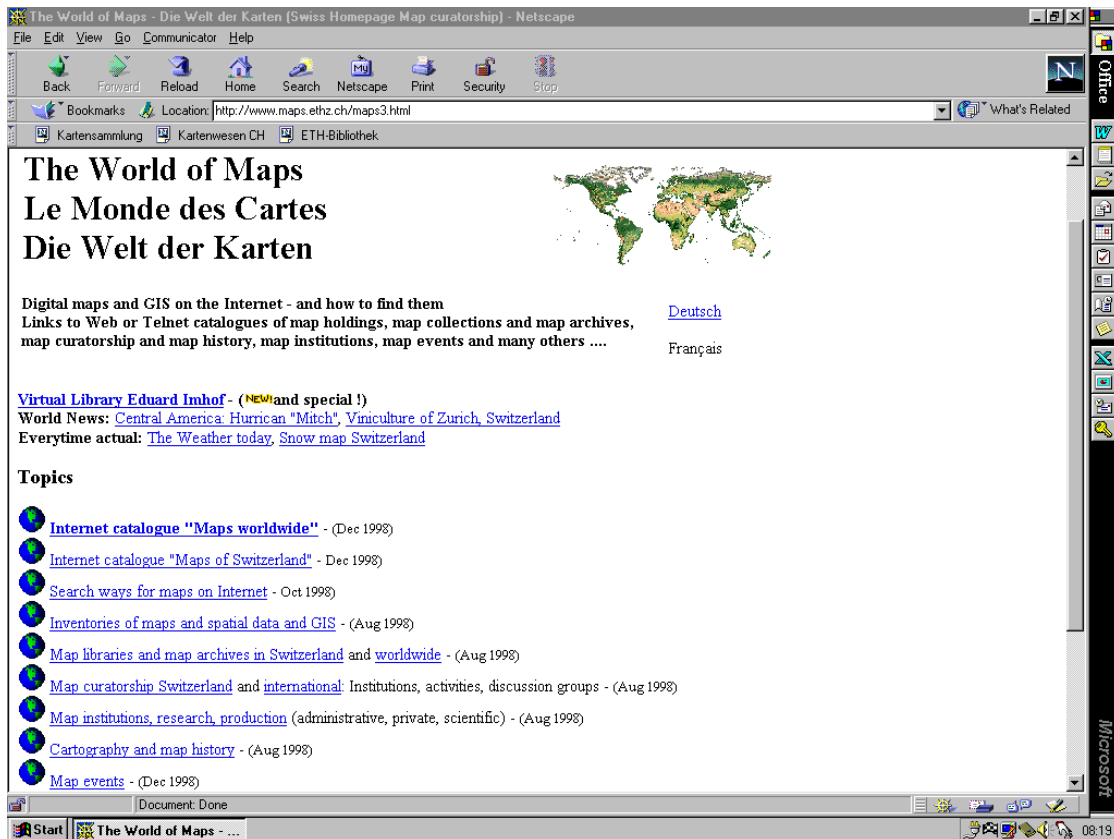 The World of Maps - Die Welt der Karten (Swiss Homepage Map curatorship) - Netscape
File Edit View Go Communicator Help
Back Forward Reload Home Search Netscape Print Security Stop
My
N
Bookmarks Location: http://www.maps.ethz.ch/maps3.html What's Related
Kartensammlung Kartenwesen CH ETH-Bibliothek
The World of Maps
Le Monde des Cartes
Die Welt der Karten
Digital maps and GIS on the Internet - and how to find them
Links to Web or Telnet catalogues of map holdings, map collections and map archives,
map curatorship and map history, map institutions, map events and many others ....
Deutsch
Français
Virtual Library Eduard Imhof - (NEW! and special !)
World News: Central America: Hurrican "Mitch", Viniculture of Zurich, Switzerland
Everytime actual: The Weather today, Snow map Switzerland
Topics
Internet catalogue "Maps worldwide" - (Dec 1998)
Internet catalogue "Maps of Switzerland" - Dec 1998)
Search ways for maps on Internet - Oct 1998)
Inventories of maps and spatial data and GIS - (Aug 1998)
Map libraries and map archives in Switzerland and worldwide - (Aug 1998)
Map curatorship Switzerland and international: Institutions, activities, discussion groups - (Aug 1998)
Map institutions, research, production (administrative, private, scientific) - (Aug 1998)
Cartography and map history - (Aug 1998)
Map events - (Dec 1998)
Document: Done
Start The World of Maps - ... 08:19
Office
W
Microsoft